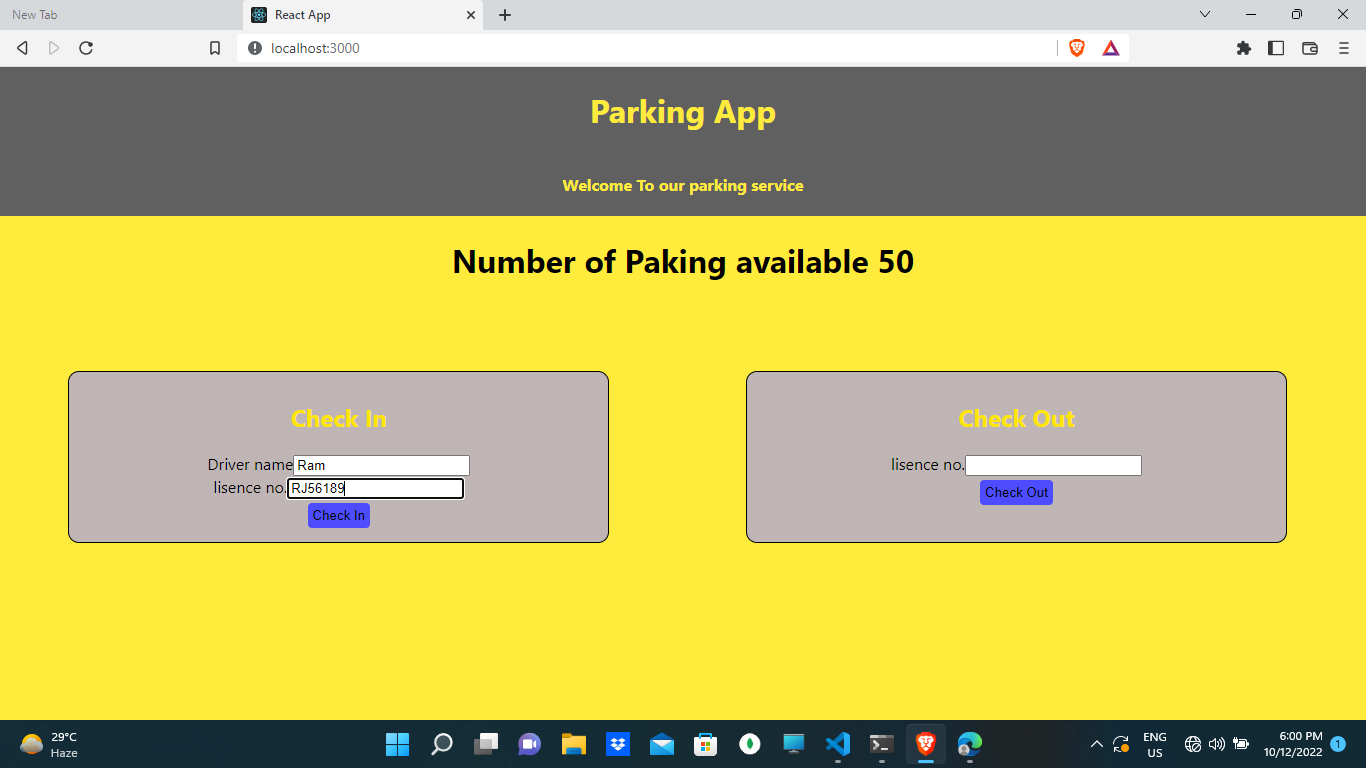 New Tab
React App
localhost:3000
Parking App
Welcome To our parking service
Number of Paking available 50
Check In
Driver name Ram
lisence no. RJ56189
Check In
Check Out
lisence no.
Check Out
29°C
Haze
ENG
US
6:00 PM
10/12/2022
1